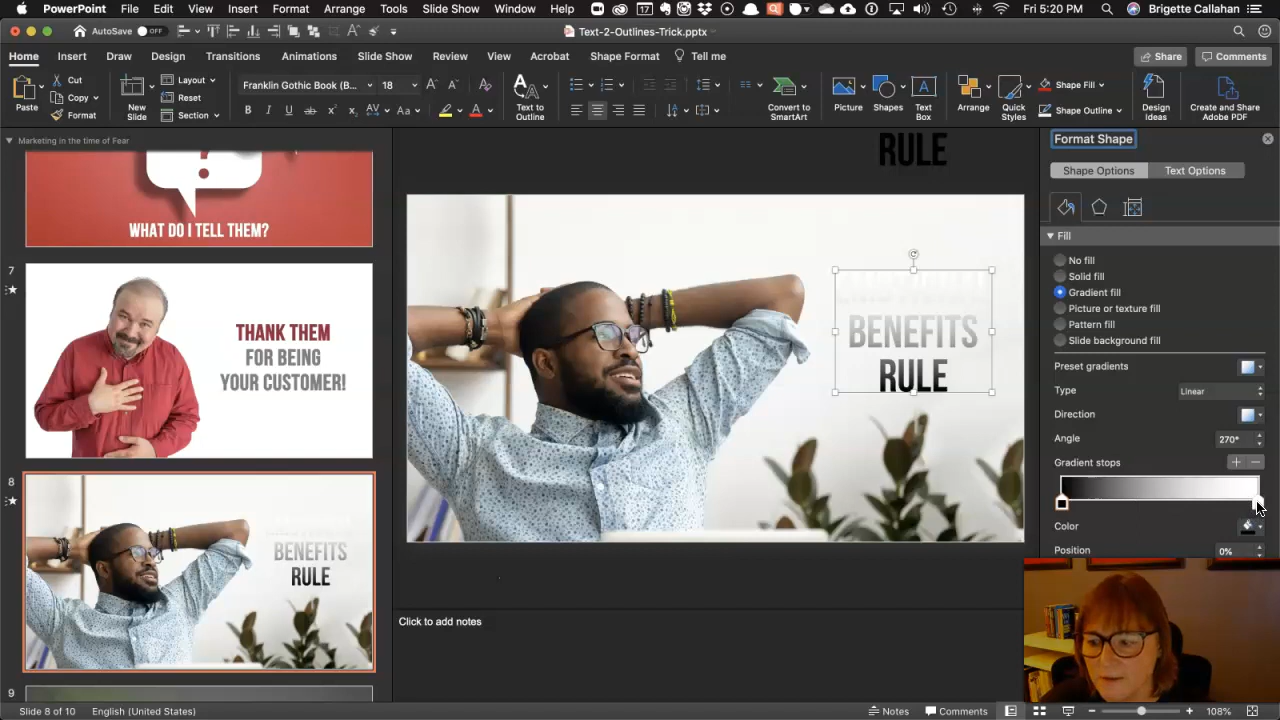 PowerPoint File Edit View Insert Format Arrange Tools Slide Show Window Help 17 Fri 5:20 PM Brigette Callahan
AutoSave OFF Text-2-Outlines-Trick.pptx
Home Insert Draw Design Transitions Animations Slide Show Review View Acrobat Shape Format Tell me Share Comments
Paste Cut Copy Format New Slide Layout Reset Section Franklin Gothic Book (B... 18 Text to Outline Convert to SmartArt Picture Shapes Text Box Arrange Quick Styles Shape Fill Shape Outline Design Ideas Create and Share Adobe PDF
Marketing in the time of Fear
?
WHAT DO I TELL THEM?
7
THANK THEM
FOR BEING
YOUR CUSTOMER!
8
BENEFITS
RULE
9
RULE
BENEFITS
RULE
Click to add notes
Format Shape
Shape Options Text Options
Fill
No fill
Solid fill
Gradient fill
Picture or texture fill
Pattern fill
Slide background fill
Preset gradients
Type Linear
Direction
Angle 270°
Gradient stops
Color
Position 0%
Slide 8 of 10 English (United States) Notes Comments 108%